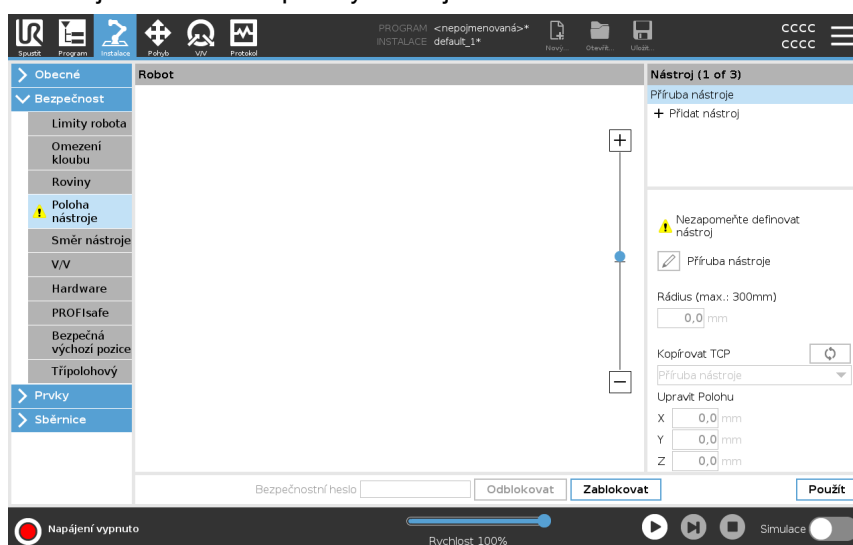 PROGRAM <nepojmenovaná>*
INSTALACE default_1*
cccc
cccc
Spustit Program Instalace Pohyb V/V Protokol Nový... Otevřít... Uložit...
Obecné
Bezpečnost
Limity robota
Omezení
kloubu
Roviny
Poloha
nástroje
Směr nástroje
V/V
Hardware
PROFIsafe
Bezpečná
výchozí pozice
Třípolohový
Prvky
Sběrnice
Robot
Nástroj (1 of 3)
Příruba nástroje
+ Přidat nástroj
Nezapomeňte definovat
nástroj
Příruba nástroje
Rádius (max.: 300mm)
0,0 mm
Kopírovat TCP
Příruba nástroje
Upravit Polohu
X 0,0 mm
Y 0,0 mm
Z 0,0 mm
Bezpečnostní heslo Odblokovat Zablokovat Použít
Napájení vypnuto
Rychlost 100%
Simulace